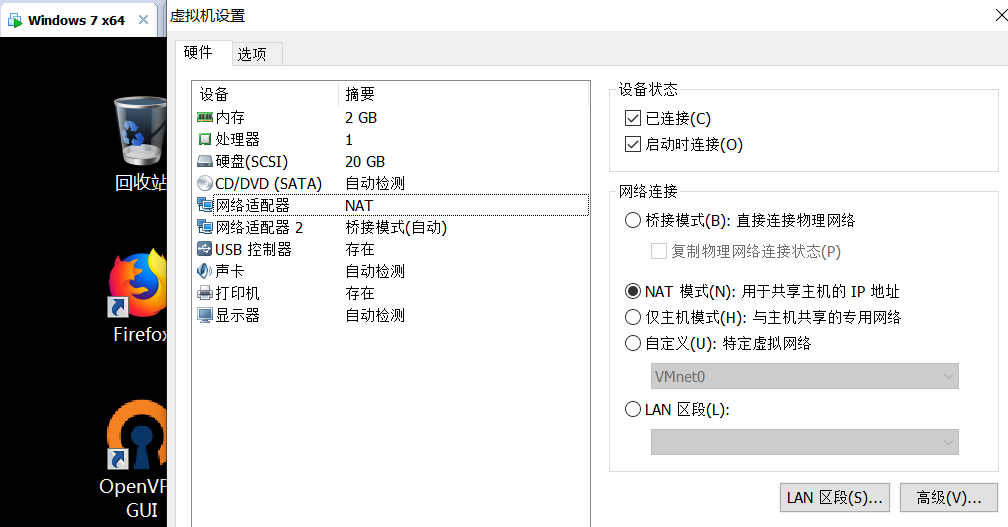 Windows 7 x64
虚拟机设置
硬件
选项
设备 摘要
内存 2 GB
处理器 1
硬盘(SCSI) 20 GB
CD/DVD (SATA) 自动检测
网络适配器 NAT
网络适配器 2 桥接模式(自动)
USB 控制器 存在
声卡 自动检测
打印机 存在
显示器 自动检测
设备状态
已连接(C)
启动时连接(O)
网络连接
桥接模式(B): 直接连接物理网络
复制物理网络连接状态(P)
NAT 模式(N): 用于共享主机的 IP 地址
仅主机模式(H): 与主机共享的专用网络
自定义(U): 特定虚拟网络
VMnet0
LAN 区段(L):
LAN 区段(S)...
高级(V)...
回收站
Firefox
OpenVP
GUI